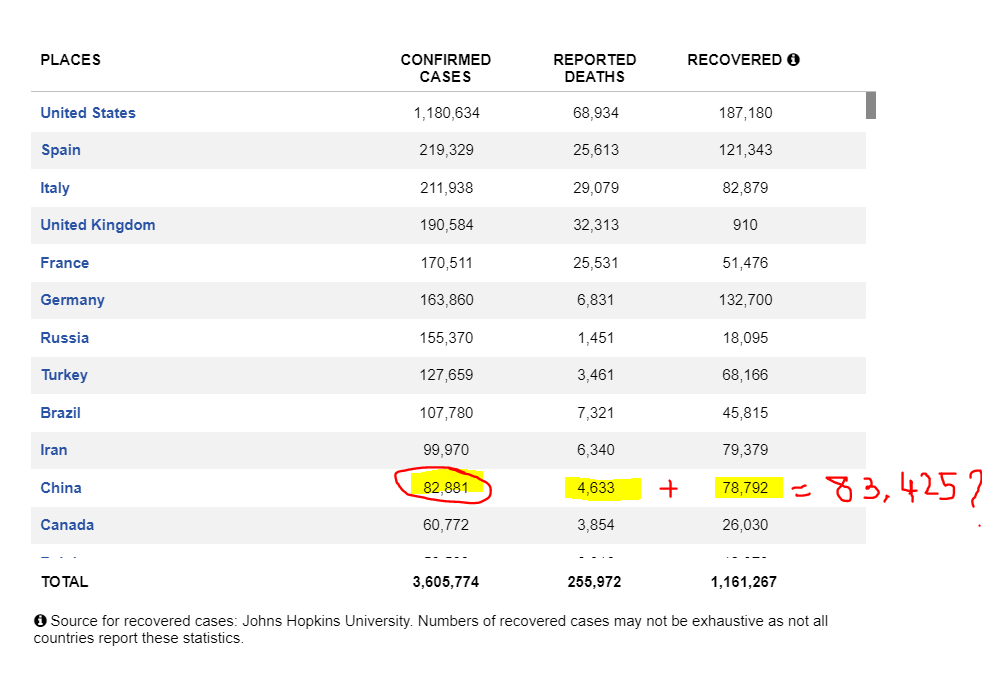 PLACES CONFIRMED CASES REPORTED DEATHS RECOVERED
United States 1,180,634 68,934 187,180
Spain 219,329 25,613 121,343
Italy 211,938 29,079 82,879
United Kingdom 190,584 32,313 910
France 170,511 25,531 51,476
Germany 163,860 6,831 132,700
Russia 155,370 1,451 18,095
Turkey 127,659 3,461 68,166
Brazil 107,780 7,321 45,815
Iran 99,970 6,340 79,379
China 82,881 4,633 + 78,792 = 83,425?
Canada 60,772 3,854 26,030
TOTAL 3,605,774 255,972 1,161,267
Source for recovered cases: Johns Hopkins University. Numbers of recovered cases may not be exhaustive as not all
countries report these statistics.